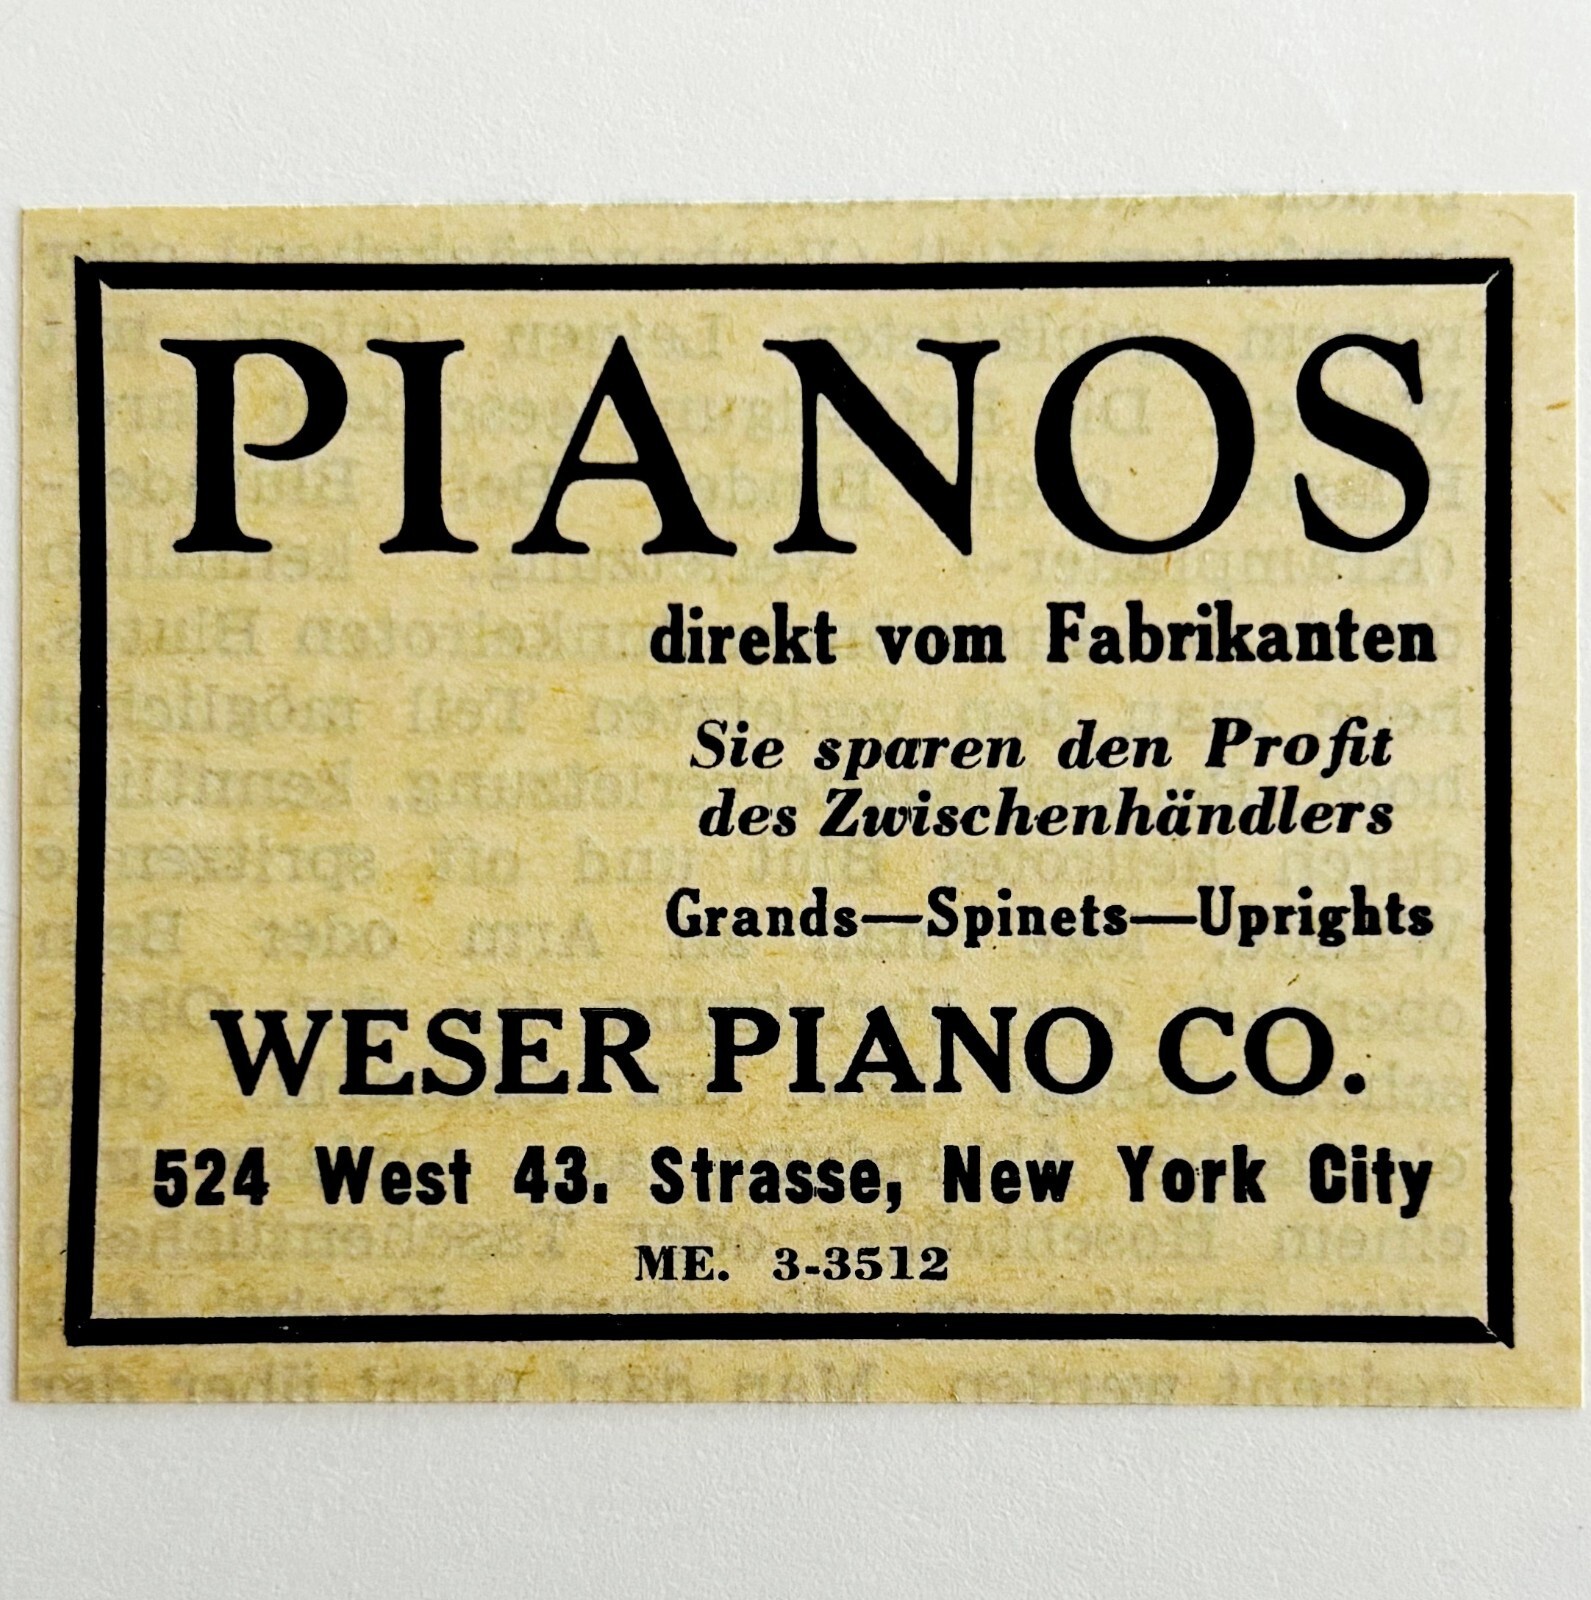 PIANOS
direkt vom Fabrikanten
Sie sparen den Profit
des Zwischenhändlers
Grands—Spinets—Uprights
WESER PIANO CO.
524 West 43. Strasse, New York City
ME. 3-3512